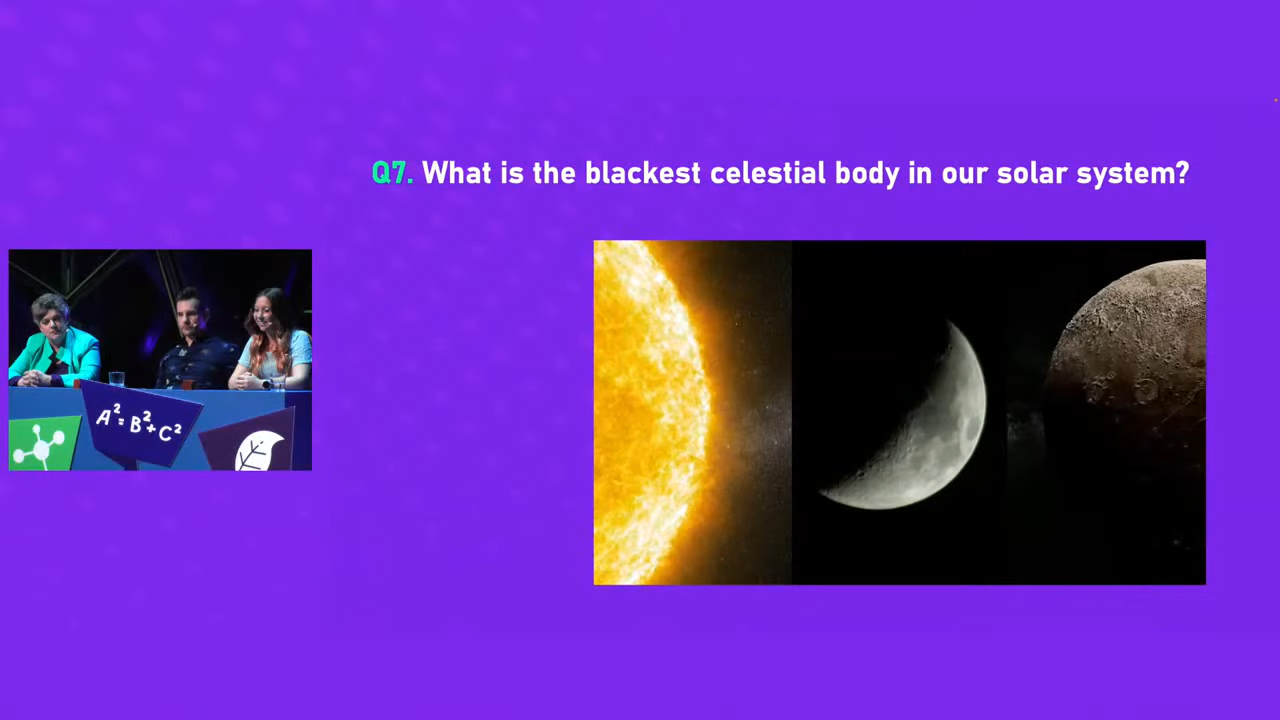 Q7. What is the blackest celestial body in our solar system?
A² = B² + C²